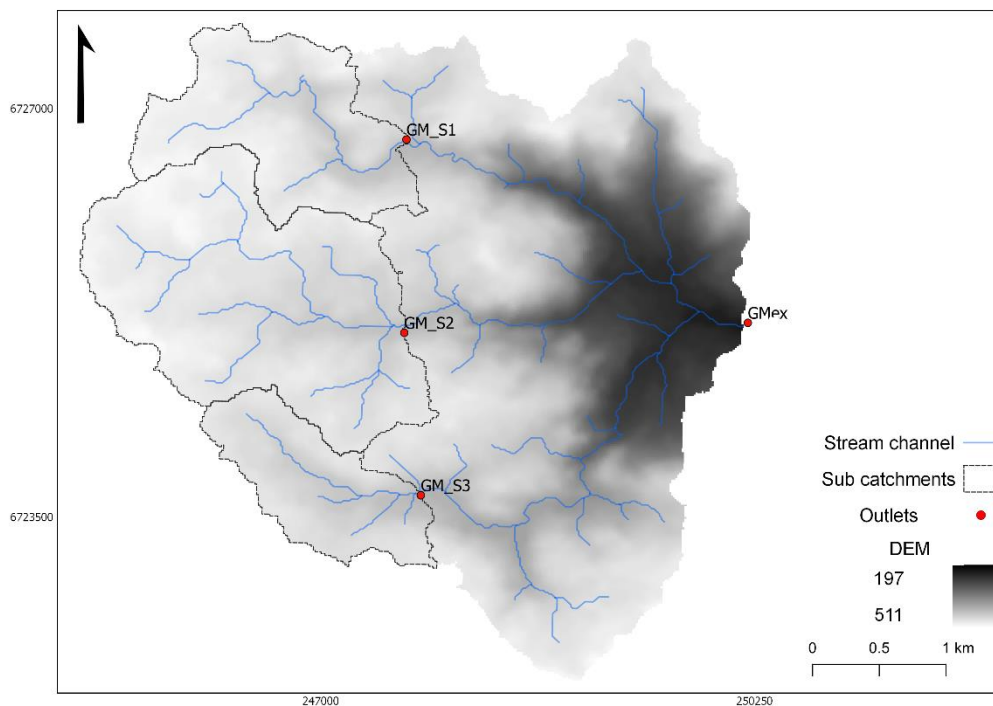 6727000
GM_S1
GMex
GM_S2
Stream channel
Sub catchments
GM_S3
6723500
Outlets
DEM
197
511
0 0.5 1 km
247000 250250